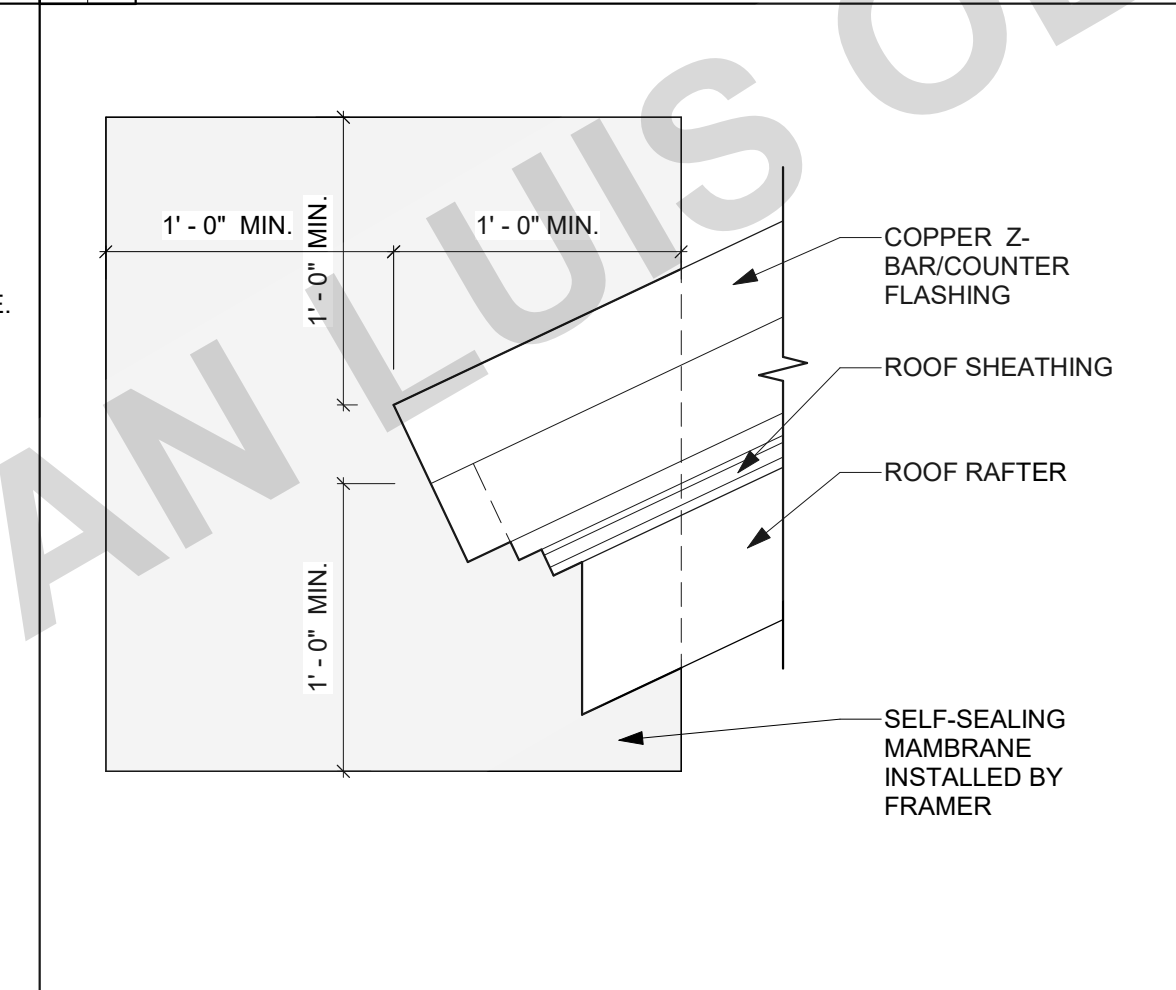 AN LUIS OB
1' - 0" MIN.
1' - 0" MIN.
1' - 0" MIN.
1' - 0" MIN.
E.
COPPER Z-
BAR/COUNTER
FLASHING
ROOF SHEATHING
ROOF RAFTER
SELF-SEALING
MAMBRANE
INSTALLED BY
FRAMER